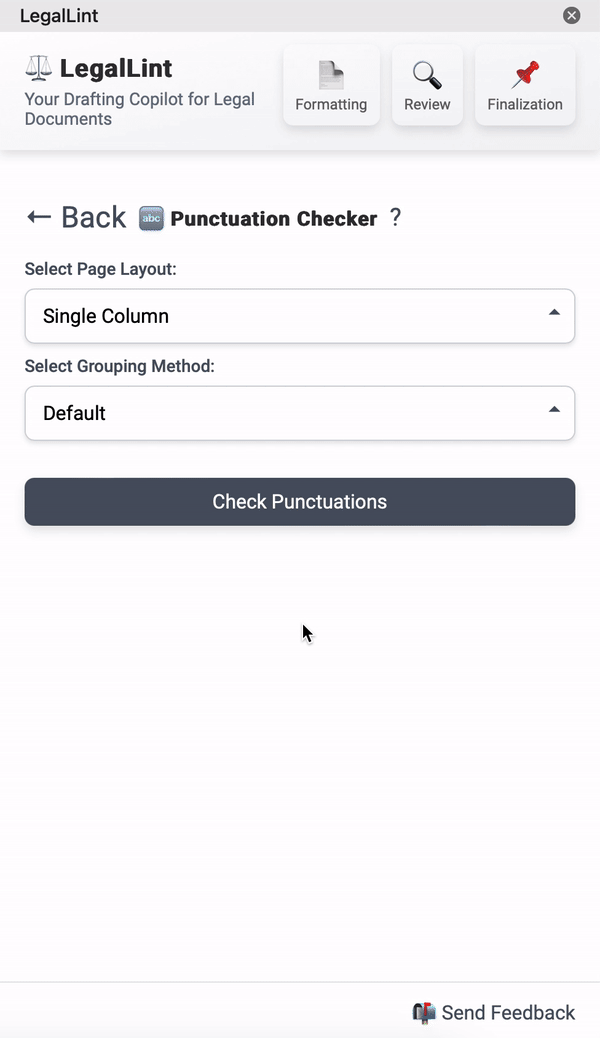 LegalLint
LegalLint
Your Drafting Copilot for Legal
Documents
Formatting
Review
Finalization
← Back abc Punctuation Checker ?
Select Page Layout:
Single Column
Select Grouping Method:
Default
Check Punctuations
Send Feedback